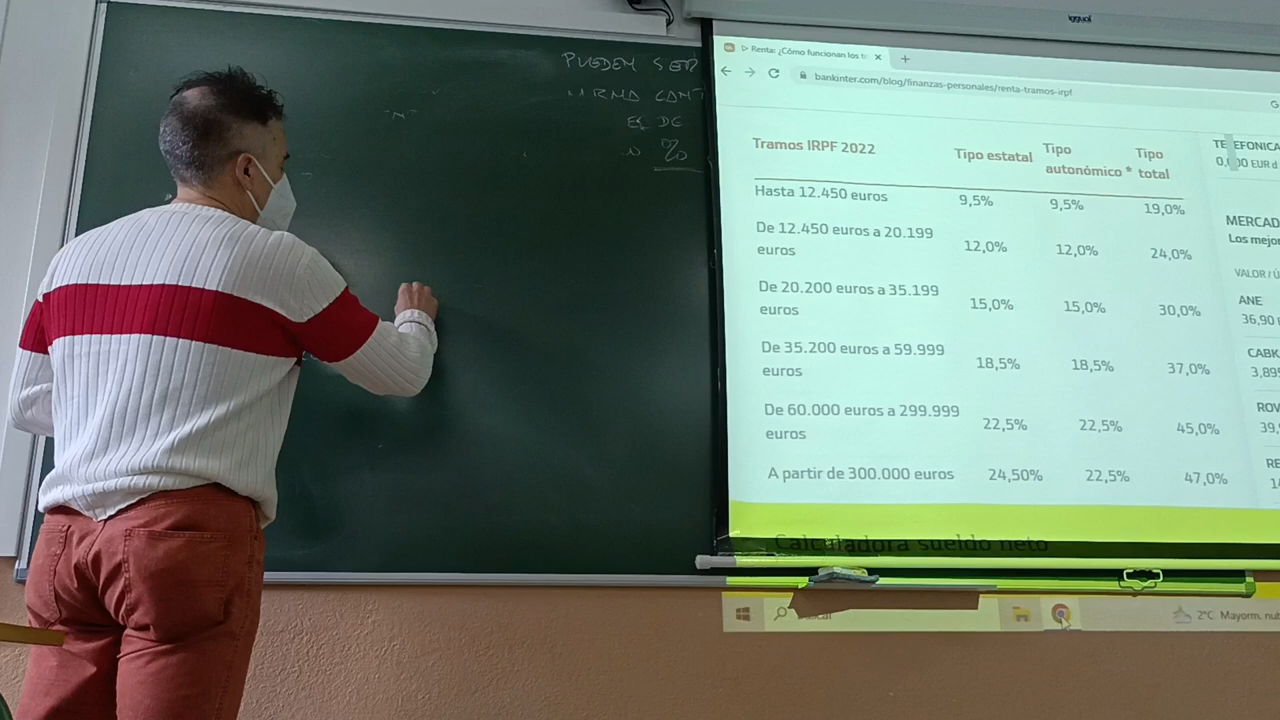 PUEDEN SER
"N"
EL DE
%
iggual
Renta: ¿Cómo funcionan los t
bankinter.com/blog/finanzas-personales/renta-tramos-irpf
G
Tramos IRPF 2022 Tipo estatal Tipo autonómico * Tipo total
Hasta 12.450 euros 9,5% 9,5% 19,0%
De 12.450 euros a 20.199 euros 12,0% 12,0% 24,0%
De 20.200 euros a 35.199 euros 15,0% 15,0% 30,0%
De 35.200 euros a 59.999 euros 18,5% 18,5% 37,0%
De 60.000 euros a 299.999 euros 22,5% 22,5% 45,0%
A partir de 300.000 euros 24,50% 22,5% 47,0%
Calculadora sueldo neto
TELEFONICA
EUR
MERCAD
Los mejo
VALOR / Ú
ANE
36,90
CABK
3,89
ROV
39,
RE
2°C Mayorm. nu